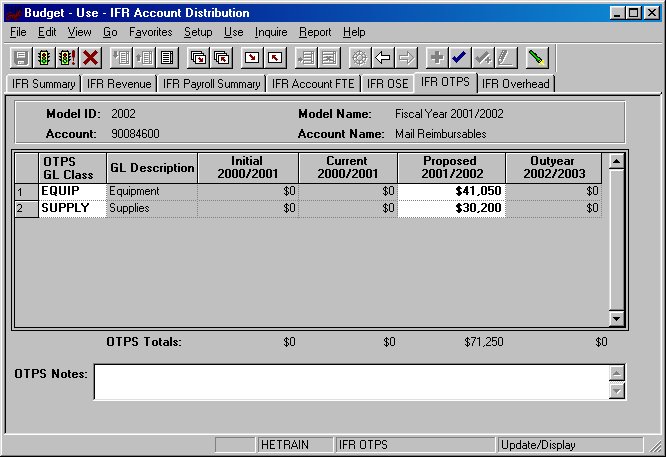 Budget - Use - IFR Account Distribution
File Edit View Go Favorites Setup Use Inquire Report Help
IFR Summary IFR Revenue IFR Payroll Summary IFR Account FTE IFR OSE IFR OTPS IFR Overhead
Model ID: 2002 Model Name: Fiscal Year 2001/2002
Account: 90084600 Account Name: Mail Reimbursables
OTPS GL Description Initial Current Proposed Outyear
GL Class 2000/2001 2000/2001 2001/2002 2002/2003
1 EQUIP Equipment $0 $0 $41,050 $0
2 SUPPLY Supplies $0 $0 $30,200 $0
OTPS Totals: $0 $0 $71,250 $0
OTPS Notes:
HETRAIN IFR OTPS Update/Display